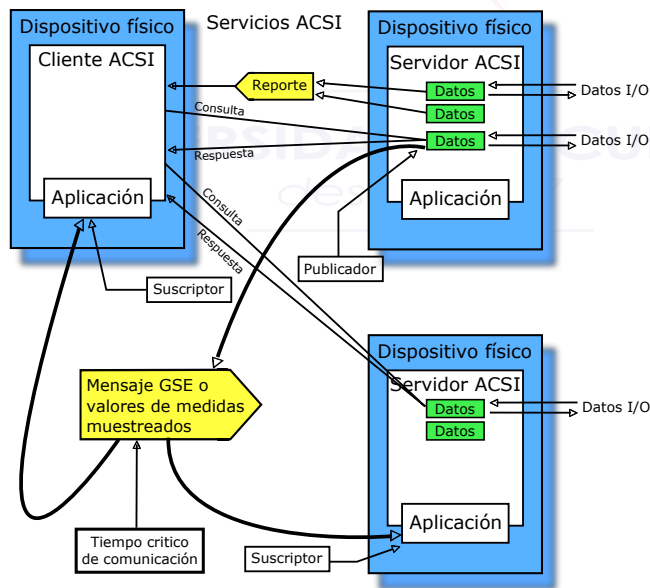 Servicios ACSI
Dispositivo físico
Cliente ACSI
Aplicación
Reporte
Consulta
Respuesta
Consulta
Respuesta
Suscriptor
Dispositivo físico
Servidor ACSI
Datos
Datos
Datos
Datos I/O
Datos I/O
Aplicación
Publicador
Mensaje GSE o
valores de medidas
muestreados
Tiempo critico
de comunicación
Dispositivo físico
Servidor ACSI
Datos
Datos
Datos I/O
Aplicación
Suscriptor